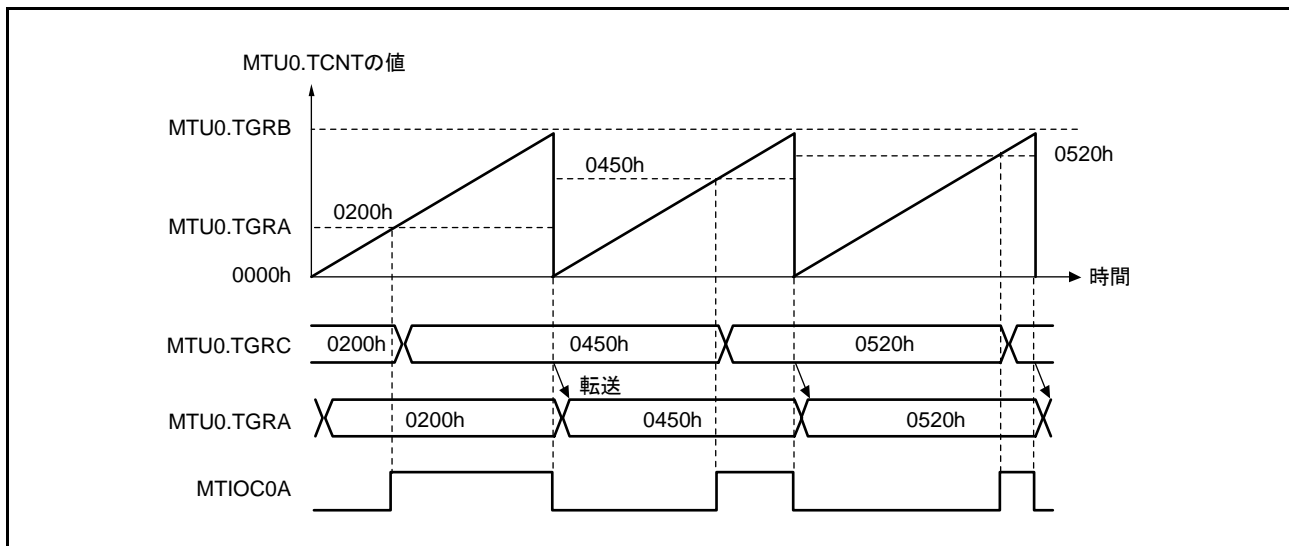 MTU0.TCNTの値
MTU0.TGRB
0520h
0450h
0200h
MTU0.TGRA
0000h
時間
MTU0.TGRC
0200h
0450h
0520h
転送
MTU0.TGRA
0200h
0450h
0520h
MTIOC0A